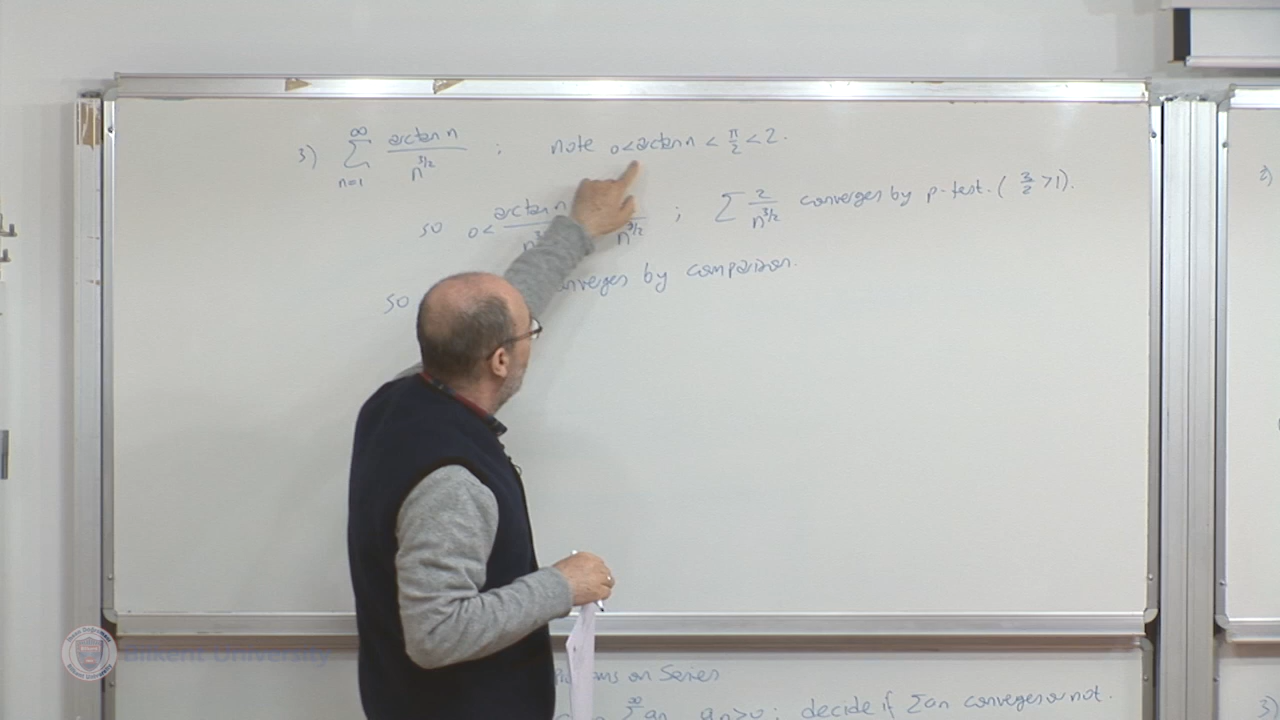 3) ∑_{n=1}^{∞} arctan n / n^{3/2} ; note 0 < arctan n < π/2 < 2.
so 0 < arctan n / n^{3/2} ; ∑ 2 / n^{3/2} converges by p-test. ( 3/2 > 1 ).
so by comparison.
2)
on Series
∑^{∞} an an > 0 ; decide if ∑an converges or not.
3)
Bilkent University